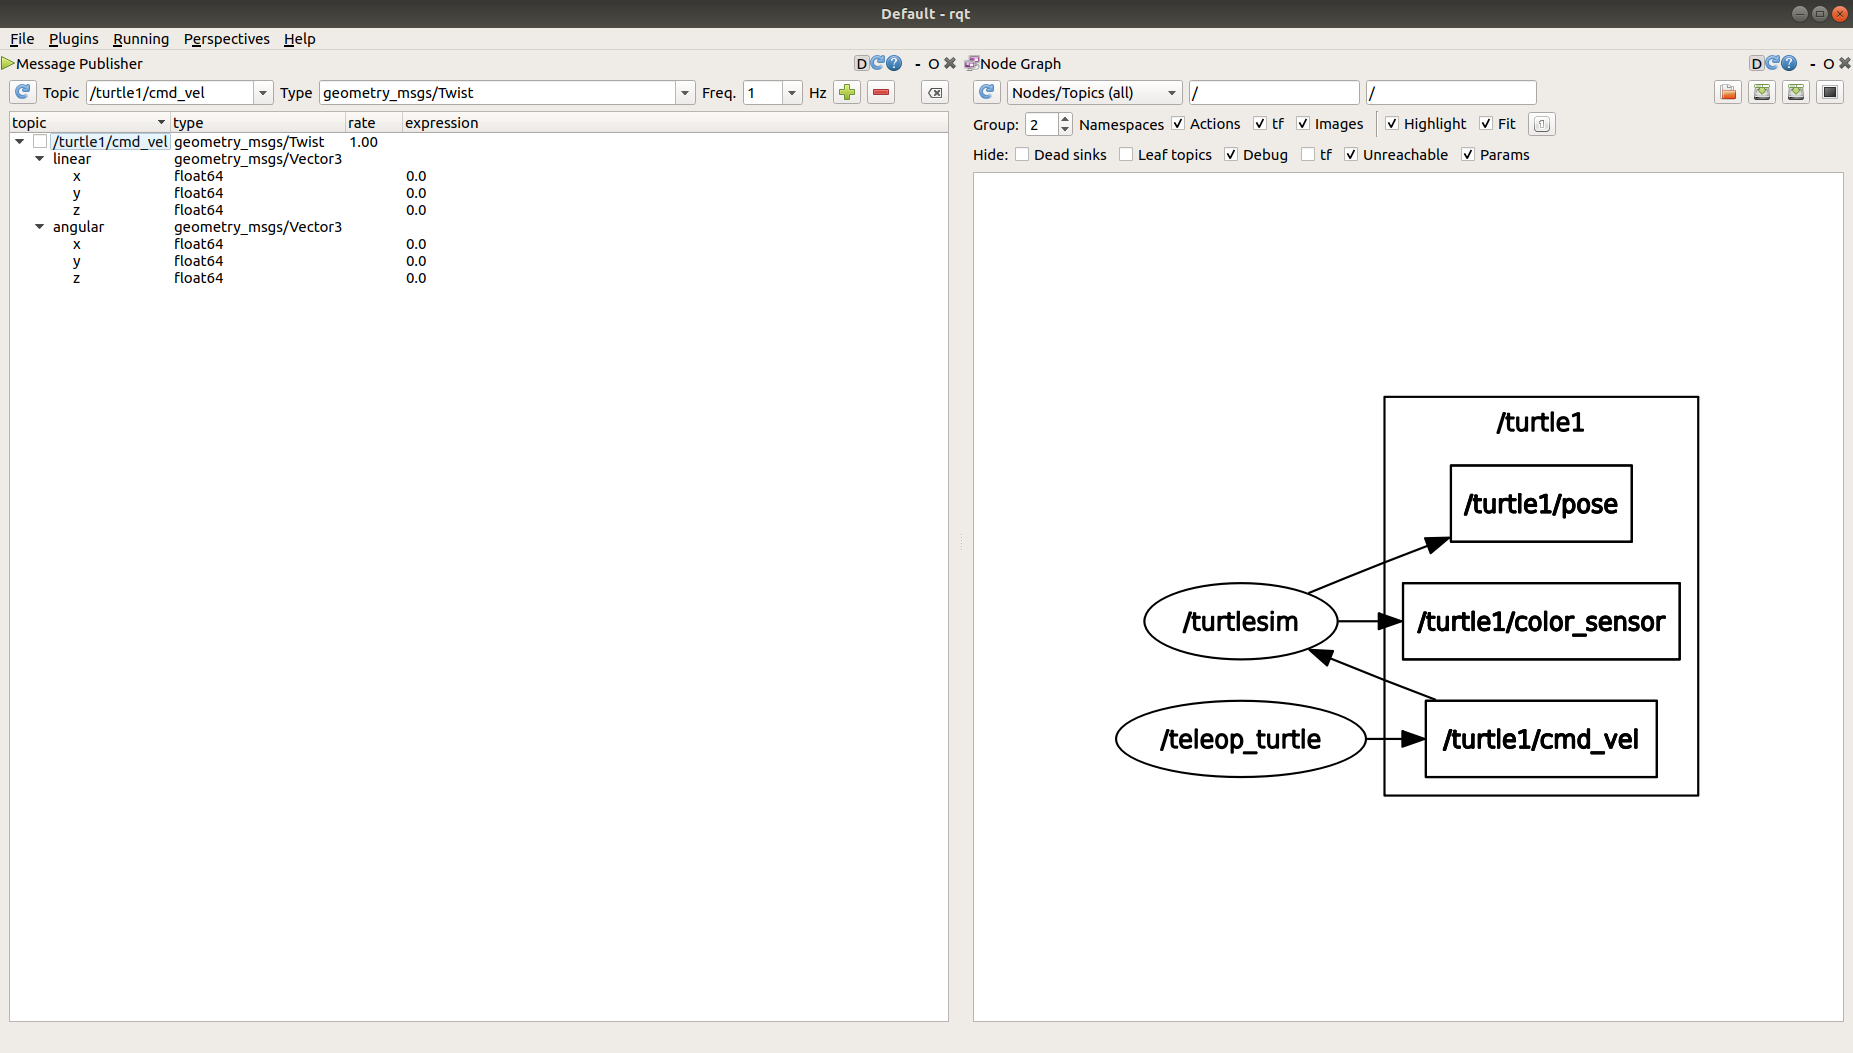 Default - rqt
File Plugins Running Perspectives Help
Message Publisher D ? - O
Topic /turtle1/cmd_vel Type geometry_msgs/Twist Freq. 1 Hz
topic type rate expression
/turtle1/cmd_vel geometry_msgs/Twist 1.00
linear geometry_msgs/Vector3
x float64 0.0
y float64 0.0
z float64 0.0
angular geometry_msgs/Vector3
x float64 0.0
y float64 0.0
z float64 0.0
Node Graph D ? - O
Nodes/Topics (all) / /
Group: 2 Namespaces Actions tf Images Highlight Fit
Hide: Dead sinks Leaf topics Debug tf Unreachable Params
/turtle1
/turtle1/pose
/turtlesim /turtle1/color_sensor
/teleop_turtle /turtle1/cmd_vel